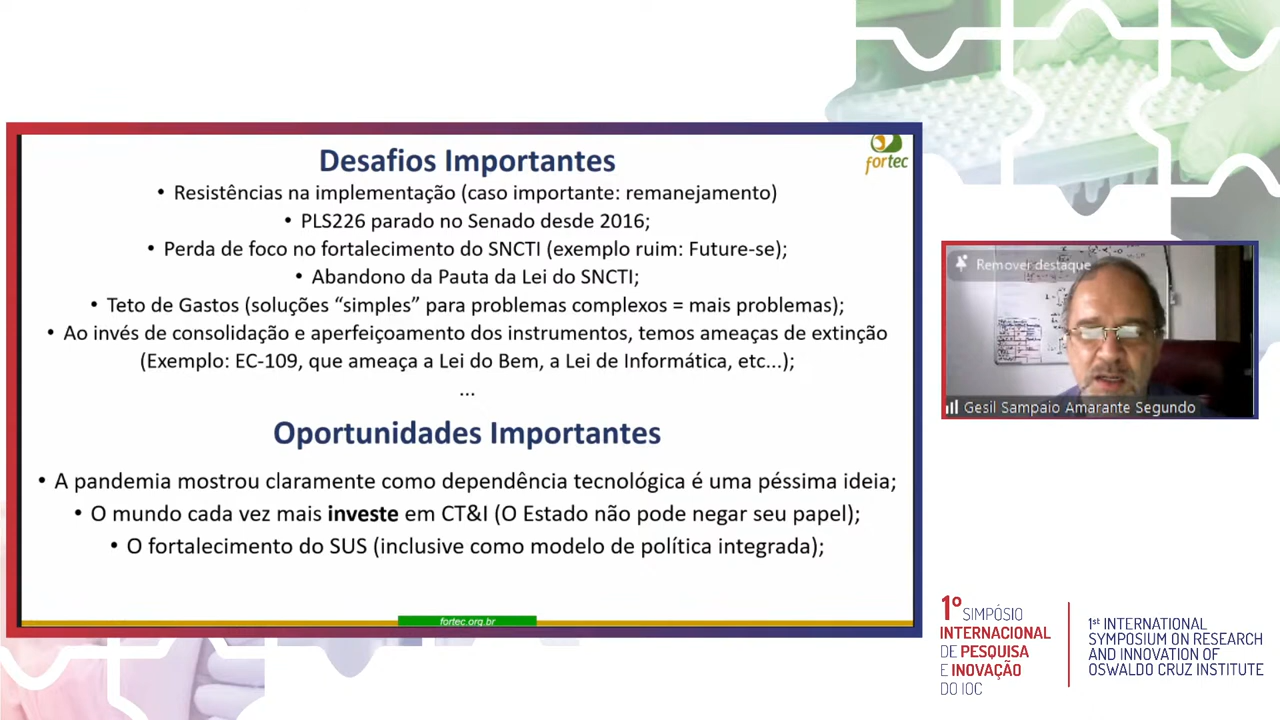 Desafios Importantes
fortec
• Resistências na implementação (caso importante: remanejamento)
• PLS226 parado no Senado desde 2016;
• Perda de foco no fortalecimento do SNCTI (exemplo ruim: Future-se);
• Abandono da Pauta da Lei do SNCTI;
• Teto de Gastos (soluções “simples” para problemas complexos = mais problemas);
• Ao invés de consolidação e aperfeiçoamento dos instrumentos, temos ameaças de extinção
(Exemplo: EC-109, que ameaça a Lei do Bem, a Lei de Informática, etc...);
...
Oportunidades Importantes
• A pandemia mostrou claramente como dependência tecnológica é uma péssima ideia;
• O mundo cada vez mais investe em CT&I (O Estado não pode negar seu papel);
• O fortalecimento do SUS (inclusive como modelo de política integrada);
fortec.org.br
Remover destaque
Gesil Sampaio Amarante Segundo
1º SIMPÓSIO
INTERNACIONAL
DE PESQUISA
E INOVAÇÃO
DO IOC
1st INTERNATIONAL
SYMPOSIUM ON RESEARCH
AND INNOVATION OF
OSWALDO CRUZ INSTITUTE